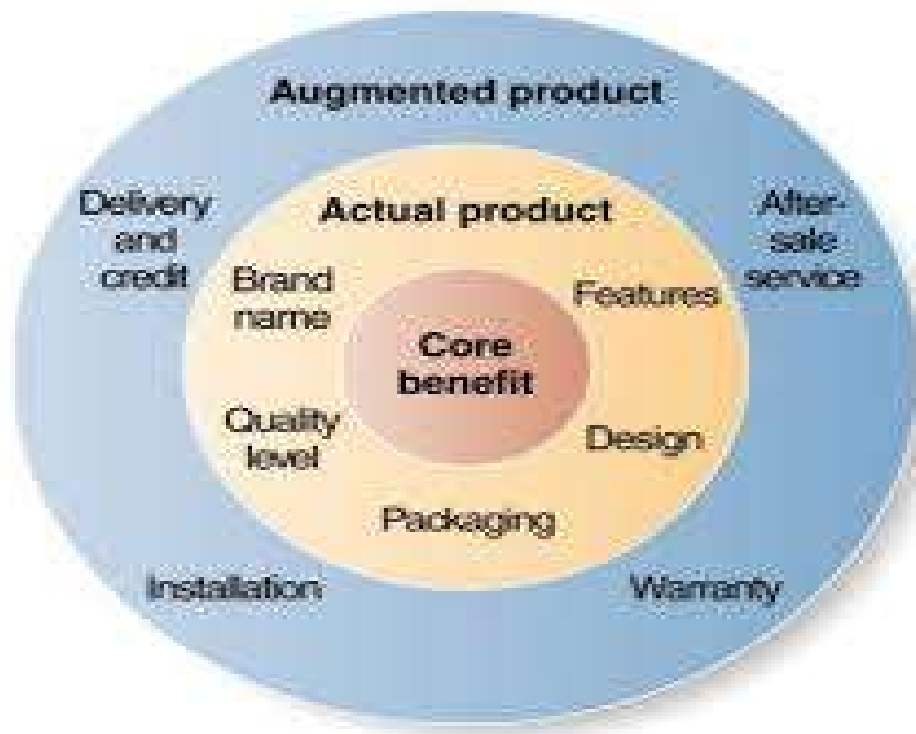 Augmented product
Delivery
and
credit
After-
sale
service
Actual product
Brand
name
Features
Core
benefit
Quality
level
Design
Packaging
Installation
Warranty